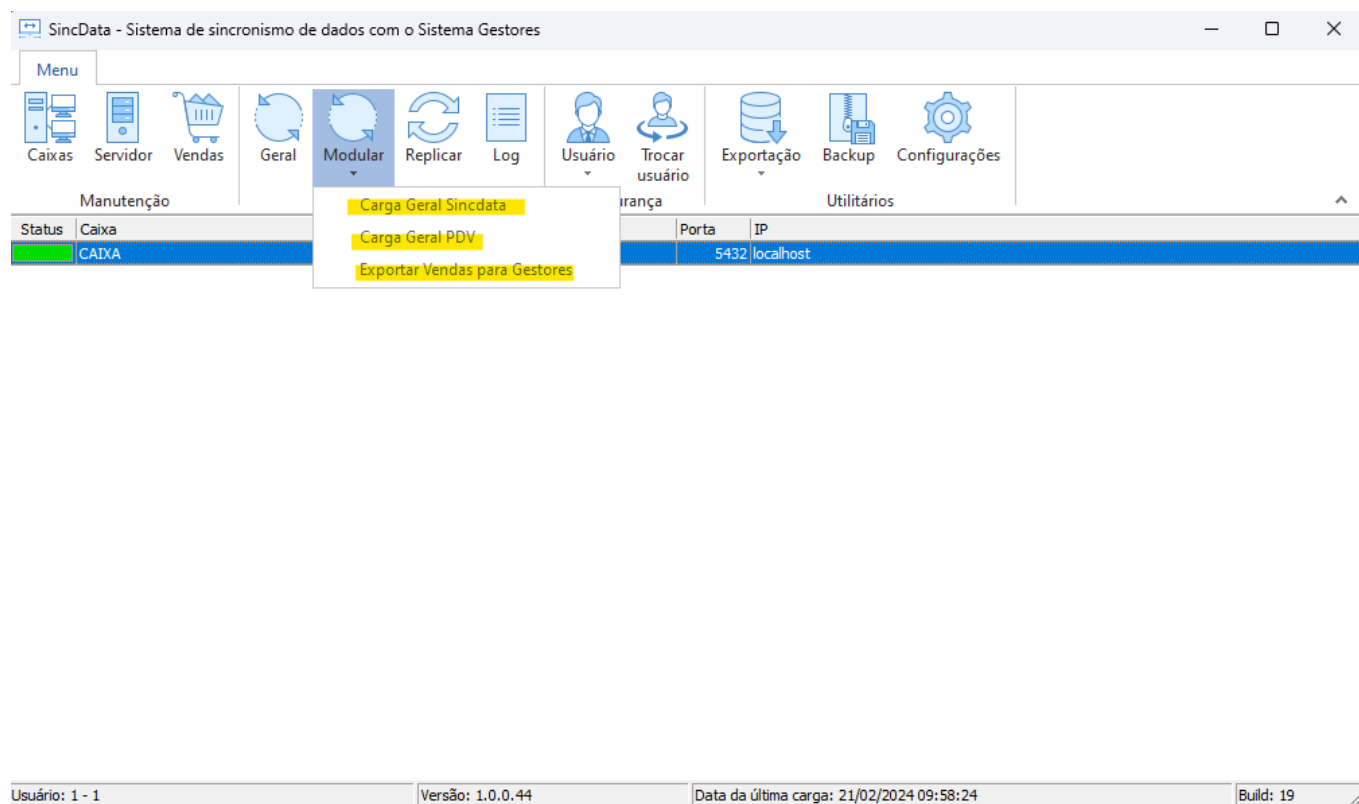 SincData - Sistema de sincronismo de dados com o Sistema Gestores
Menu
Caixas
Servidor
Vendas
Geral
Modular
Replicar
Log
Usuário
Trocar
usuário
Exportação
Backup
Configurações
Manutenção
rança
Utilitários
Carga Geral Sincdata
Carga Geral PDV
Exportar Vendas para Gestores
Status Caixa Porta IP
CAIXA 5432 localhost
Usuário: 1 - 1 Versão: 1.0.0.44 Data da última carga: 21/02/2024 09:58:24 Build: 19